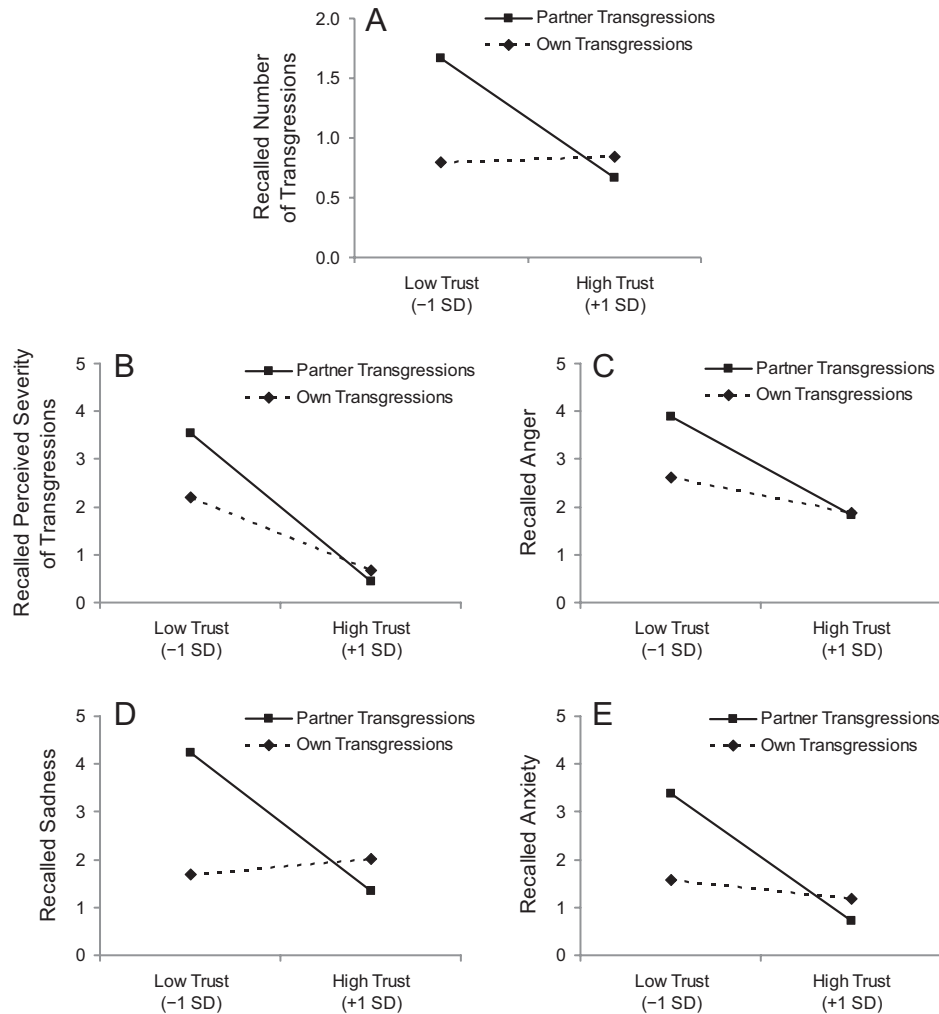 A
Partner Transgressions
Own Transgressions
Recalled Number
of Transgressions
2.0
1.5
1.0
0.5
0.0
Low Trust
(−1 SD)
High Trust
(+1 SD)
B
Partner Transgressions
Own Transgressions
Recalled Perceived Severity
of Transgressions
5
4
3
2
1
0
Low Trust
(−1 SD)
High Trust
(+1 SD)
C
Partner Transgressions
Own Transgressions
Recalled Anger
5
4
3
2
1
0
Low Trust
(−1 SD)
High Trust
(+1 SD)
D
Partner Transgressions
Own Transgressions
Recalled Sadness
5
4
3
2
1
0
Low Trust
(−1 SD)
High Trust
(+1 SD)
E
Partner Transgressions
Own Transgressions
Recalled Anxiety
5
4
3
2
1
0
Low Trust
(−1 SD)
High Trust
(+1 SD)